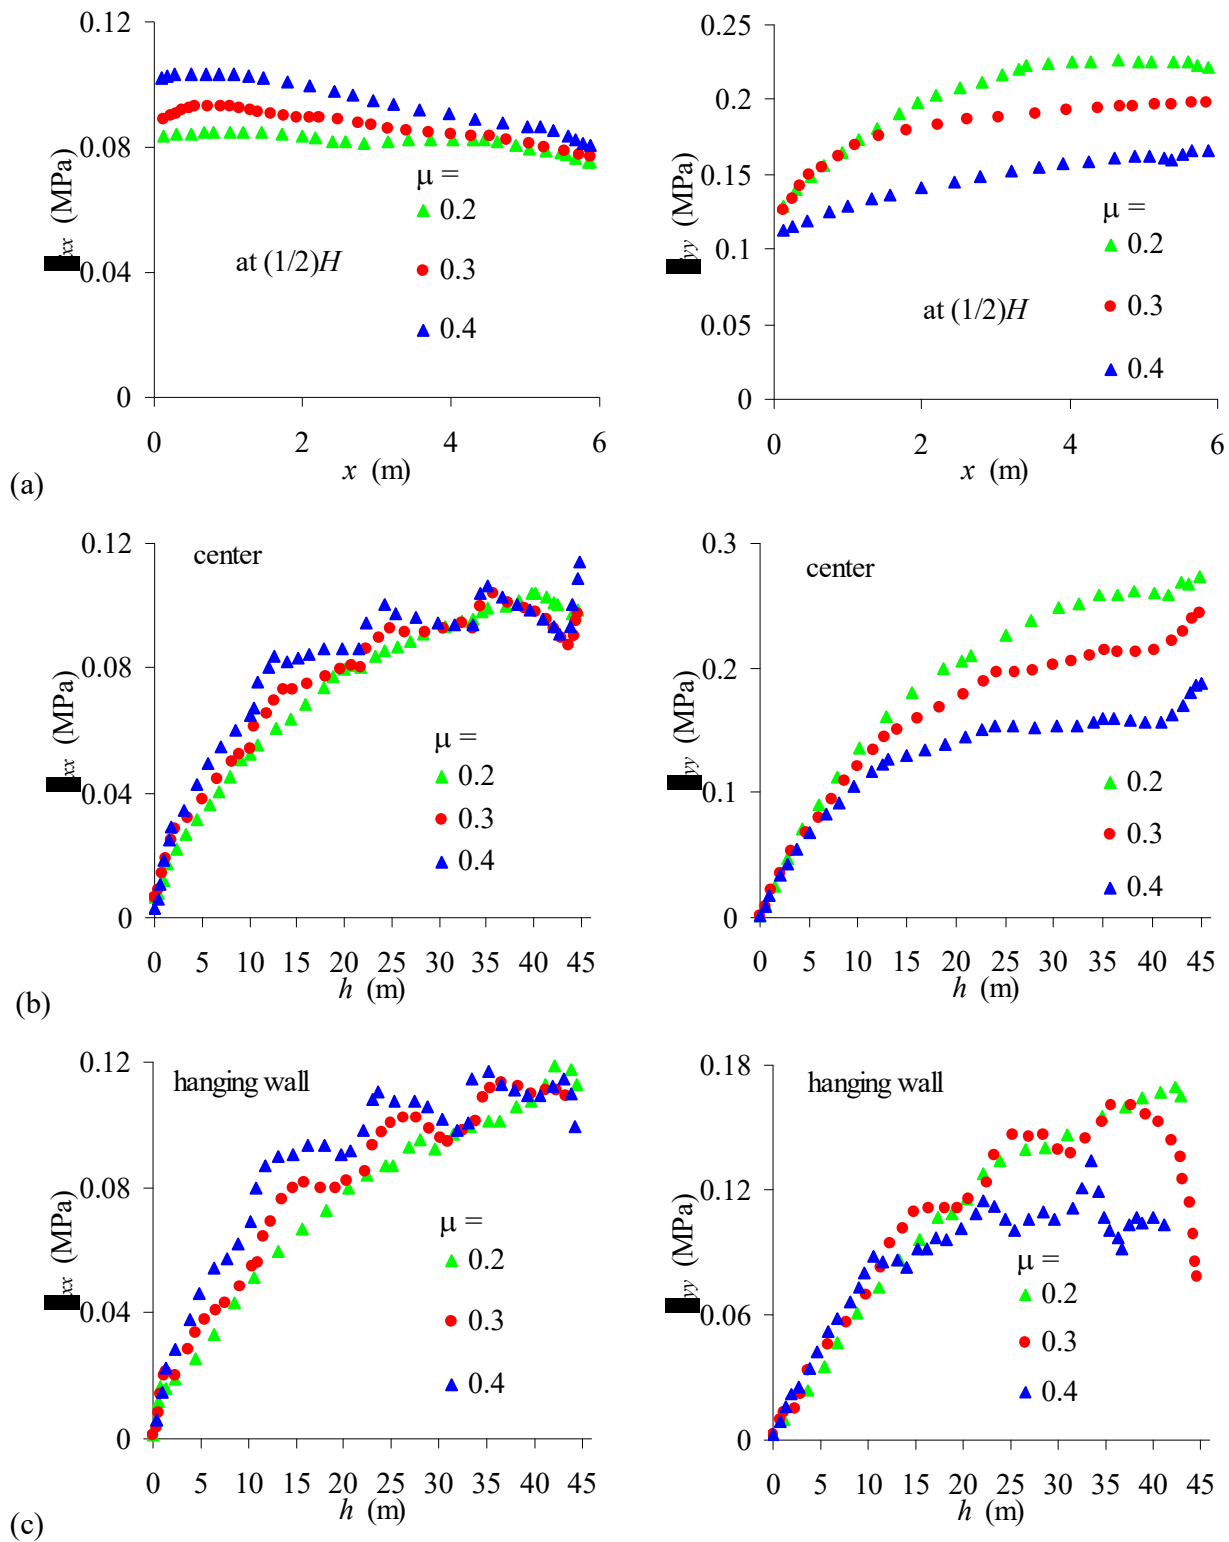 0.12
0.08
0.04
0
xx (MPa)
at (1/2)H
μ =
0.2
0.3
0.4
0 2 4 6
x (m)
0.25
0.2
0.15
0.1
0.05
0
yy (MPa)
at (1/2)H
μ =
0.2
0.3
0.4
0 2 4 6
x (m)
(a)
0.12
0.08
0.04
0
xx (MPa)
center
μ =
0.2
0.3
0.4
0 5 10 15 20 25 30 35 40 45
h (m)
0.3
0.2
0.1
0
yy (MPa)
center
μ =
0.2
0.3
0.4
0 5 10 15 20 25 30 35 40 45
h (m)
(b)
0.12
0.08
0.04
0
xx (MPa)
hanging wall
μ =
0.2
0.3
0.4
0 5 10 15 20 25 30 35 40 45
h (m)
0.18
0.12
0.06
0
yy (MPa)
hanging wall
μ =
0.2
0.3
0.4
0 5 10 15 20 25 30 35 40 45
h (m)
(c)